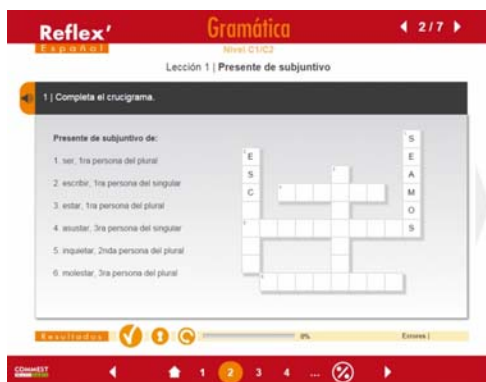 Reflex'
Español
Gramática
Nivel C1/C2
2/7
Lección 1 | Presente de subjuntivo
1 | Completa el crucigrama.
Presente de subjuntivo de:
1. ser, 1ra persona del plural
2. escribir, 1ra persona del singular
3. estar, 1ra persona del plural
4. asustar, 3ra persona del singular
5. inquietar, 2nda persona del plural
6. molestar, 3ra persona del plural
S
E
A
M
O
S
E
S
C
Resultados
0%
Errores |
COMMEST
1 2 3 4 ... %